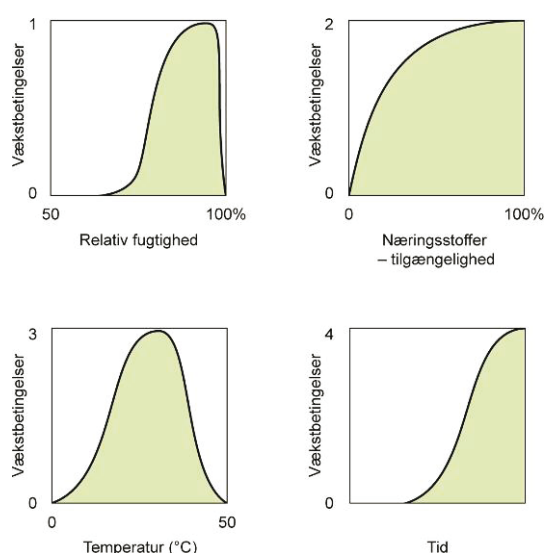 1
Vækstbetingelser
0
50
100%
Relativ fugtighed
2
Vækstbetingelser
0
0
100%
Næringsstoffer
– tilgængelighed
3
Vækstbetingelser
0
0
50
Temperatur (°C)
4
Vækstbetingelser
0
Tid